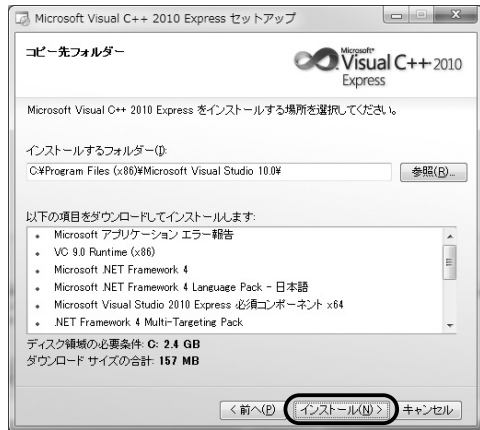 Microsoft Visual C++ 2010 Express セットアップ
コピー先フォルダー
Microsoft®
Visual C++ 2010
Express
Microsoft Visual C++ 2010 Express をインストールする場所を選択してください。
インストールするフォルダー(I):
C:¥Program Files (x86)¥Microsoft Visual Studio 10.0¥
参照(R)...
以下の項目をダウンロードしてインストールします:
• Microsoft アプリケーション エラー報告
• VC 9.0 Runtime (x86)
• Microsoft .NET Framework 4
• Microsoft .NET Framework 4 Language Pack - 日本語
• Microsoft Visual Studio 2010 Express 必須コンポーネント x64
• .NET Framework 4 Multi-Targeting Pack
ディスク領域の必要条件: C: 2.4 GB
ダウンロード サイズの合計: 157 MB
< 前へ(P)
インストール(N) >
キャンセル